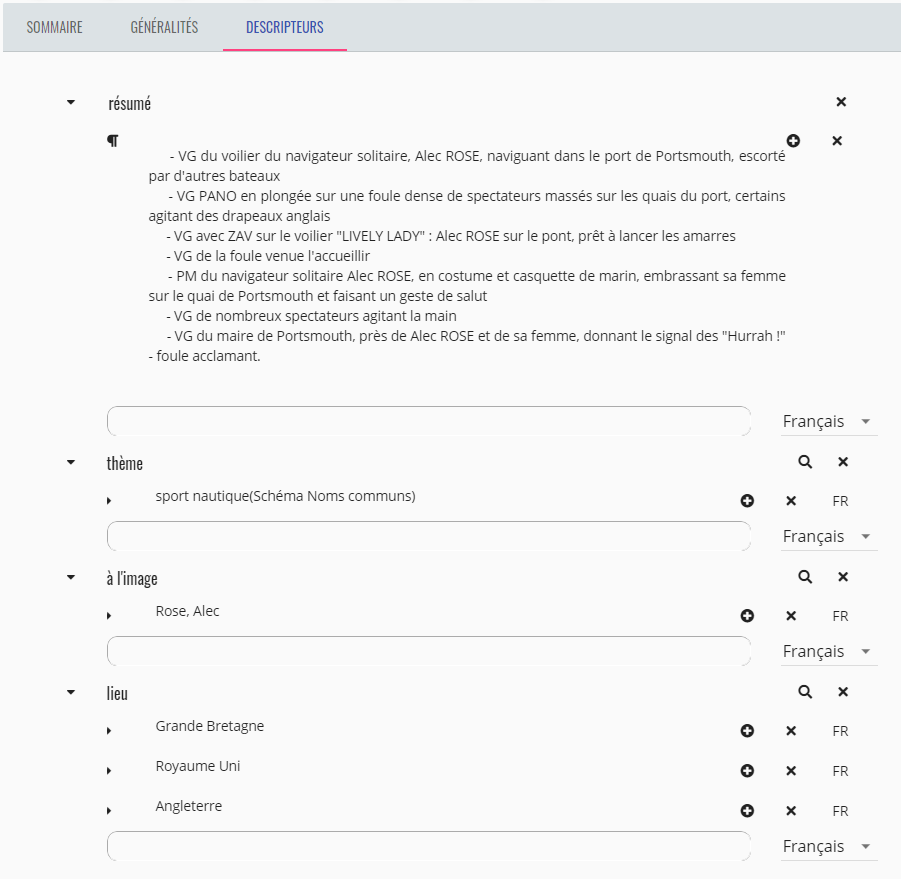 SOMMAIRE GÉNÉRALITÉS DESCRIPTEURS
résumé
¶
- VG du voilier du navigateur solitaire, Alec ROSE, naviguant dans le port de Portsmouth, escorté
par d'autres bateaux
- VG PANO en plongée sur une foule dense de spectateurs massés sur les quais du port, certains
agitant des drapeaux anglais
- VG avec ZAV sur le voilier "LIVELY LADY" : Alec ROSE sur le pont, prêt à lancer les amarres
- VG de la foule venue l'accueillir
- PM du navigateur solitaire Alec ROSE, en costume et casquette de marin, embrassant sa femme
sur le quai de Portsmouth et faisant un geste de salut
- VG de nombreux spectateurs agitant la main
- VG du maire de Portsmouth, près de Alec ROSE et de sa femme, donnant le signal des "Hurrah !"
- foule acclamant.
Français
thème
sport nautique(Schéma Noms communs) FR
Français
à l'image
Rose, Alec FR
Français
lieu
Grande Bretagne FR
Royaume Uni FR
Angleterre FR
Français